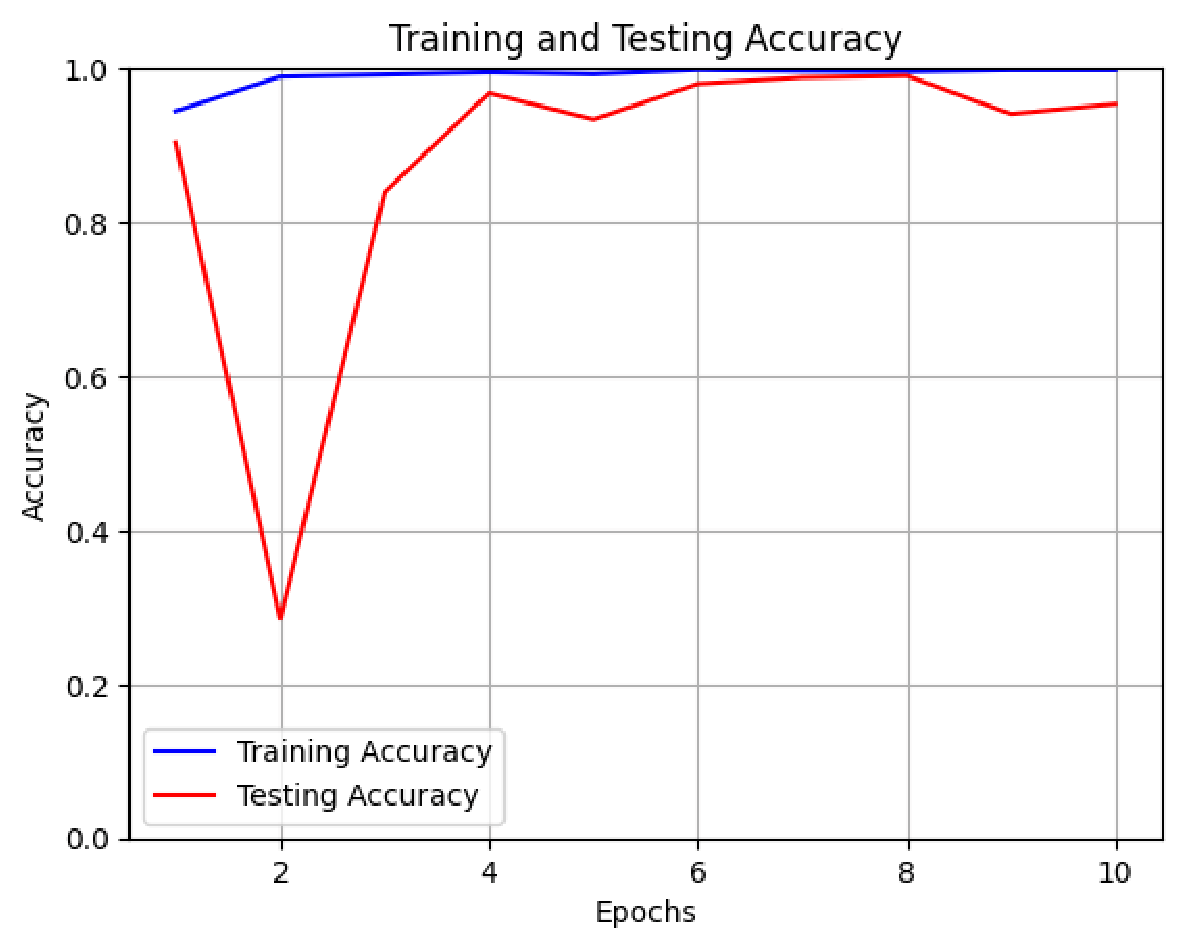 Training and Testing Accuracy
1.0
0.8
0.6
0.4
0.2
0.0
Accuracy
Training Accuracy
Testing Accuracy
2 4 6 8 10
Epochs